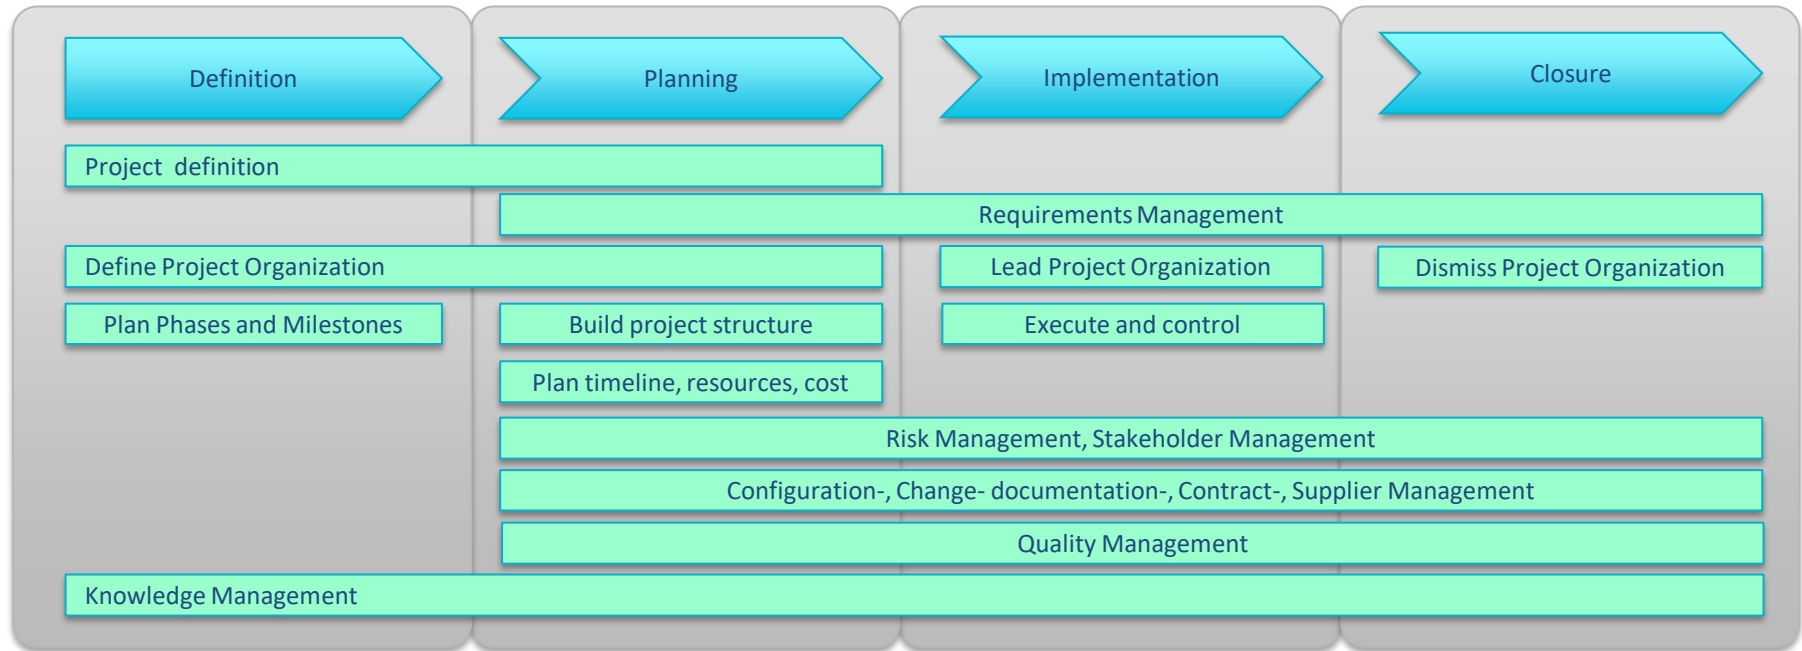 Definition
Planning
Implementation
Closure
Project definition
Requirements Management
Define Project Organization
Lead Project Organization
Dismiss Project Organization
Plan Phases and Milestones
Build project structure
Execute and control
Plan timeline, resources, cost
Risk Management, Stakeholder Management
Configuration-, Change- documentation-, Contract-, Supplier Management
Quality Management
Knowledge Management